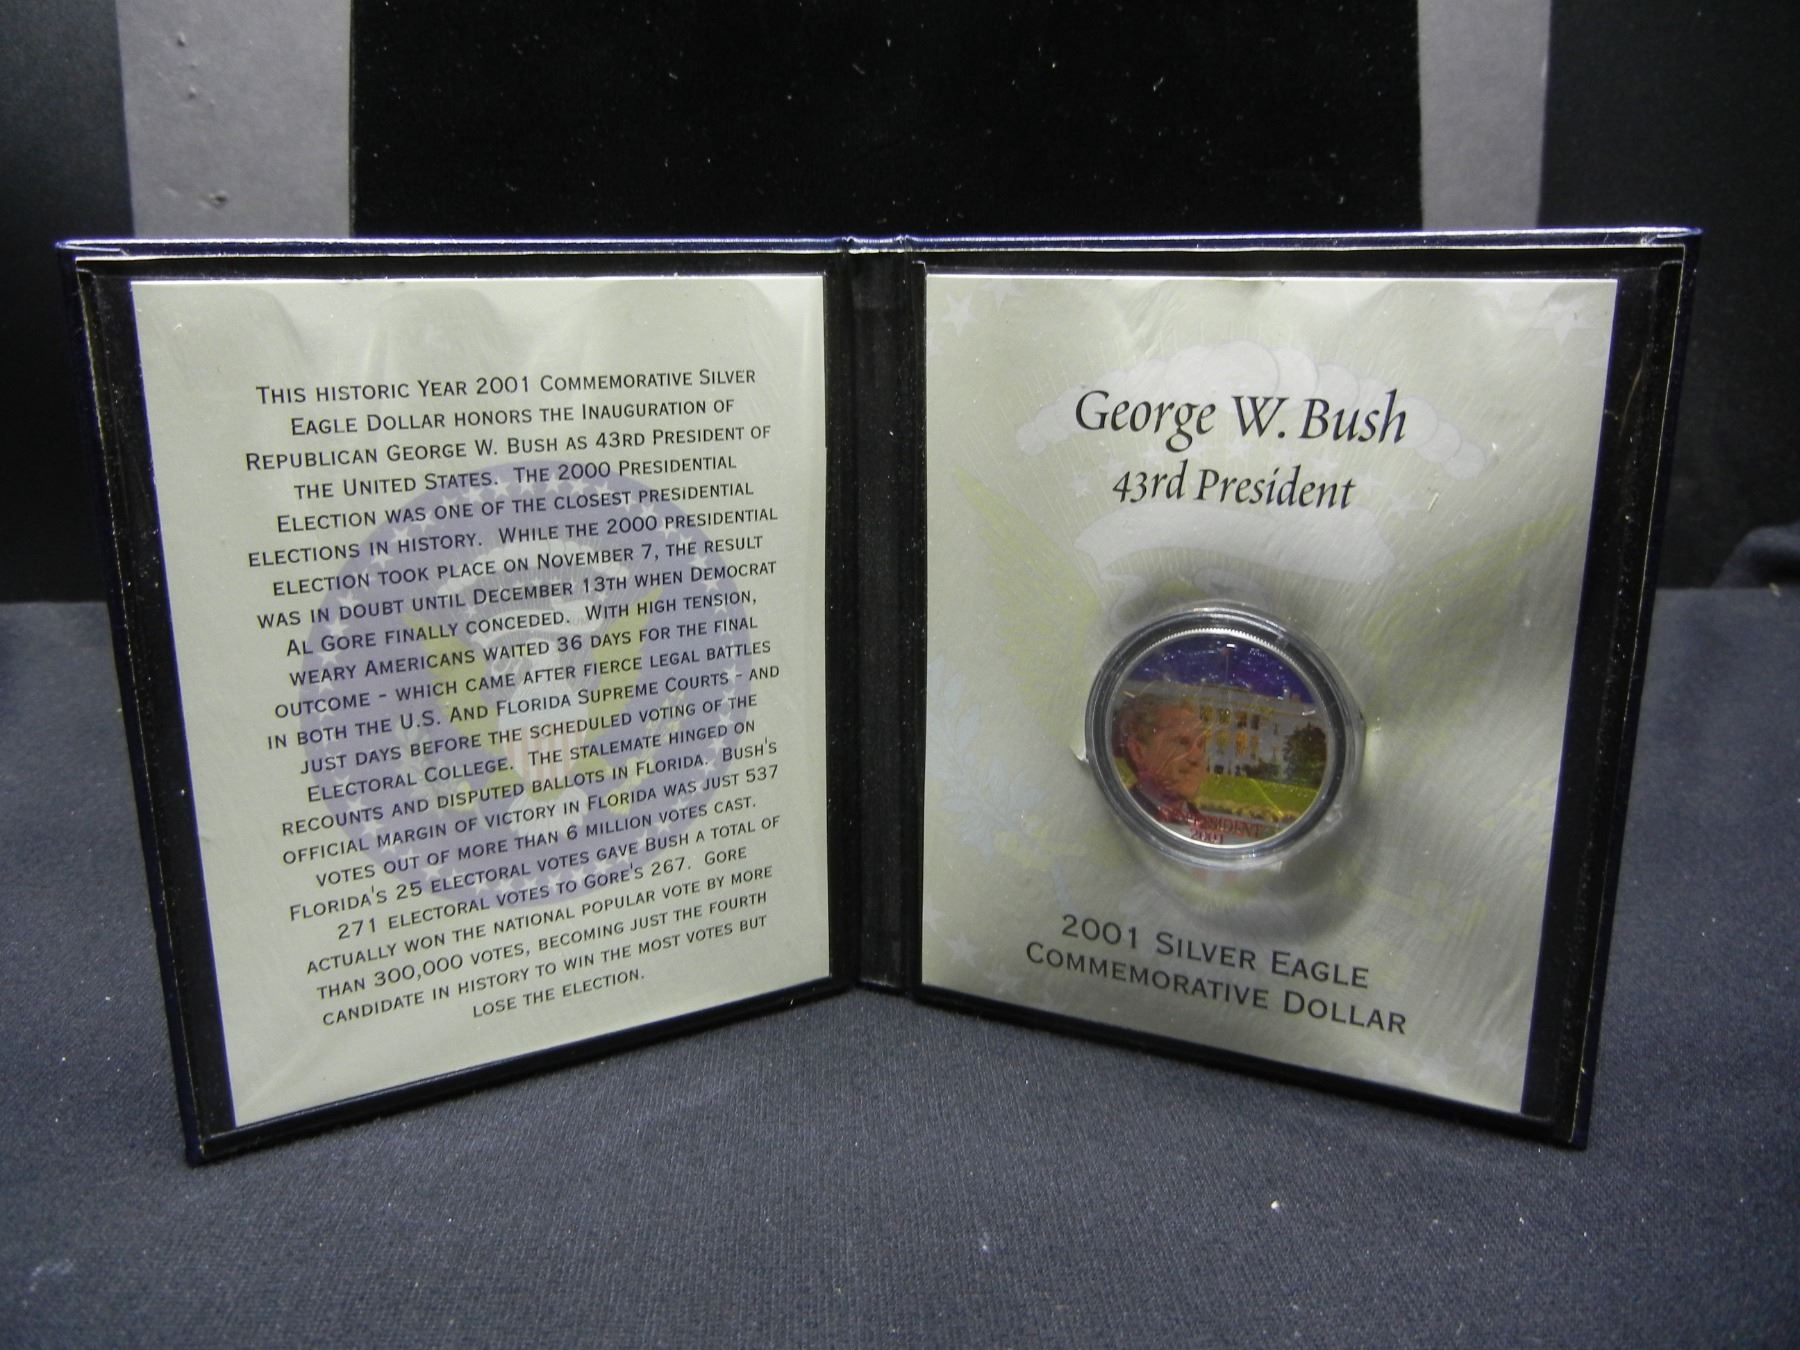 This historic Year 2001 Commemorative Silver
Eagle Dollar honors the Inauguration of
Republican George W. Bush as 43rd President of
the United States. The 2000 Presidential
Election was one of the closest presidential
elections in history. While the 2000 presidential
election took place on November 7, the result
was in doubt until December 13th when Democrat
Al Gore finally conceded. With high tension,
weary Americans waited 36 days for the final
outcome - which came after fierce legal battles
in both the U.S. And Florida Supreme Courts - and
just days before the scheduled voting of the
Electoral College. The stalemate hinged on
recounts and disputed ballots in Florida. Bush's
official margin of victory in Florida was just 537
votes out of more than 6 million votes cast.
Florida's 25 electoral votes gave Bush a total of
271 electoral votes to Gore's 267. Gore
actually won the national popular vote by more
than 300,000 votes, becoming just the fourth
candidate in history to win the most votes but
lose the election.
George W. Bush
43rd President
PRESIDENT
2001
2001 Silver Eagle
Commemorative Dollar